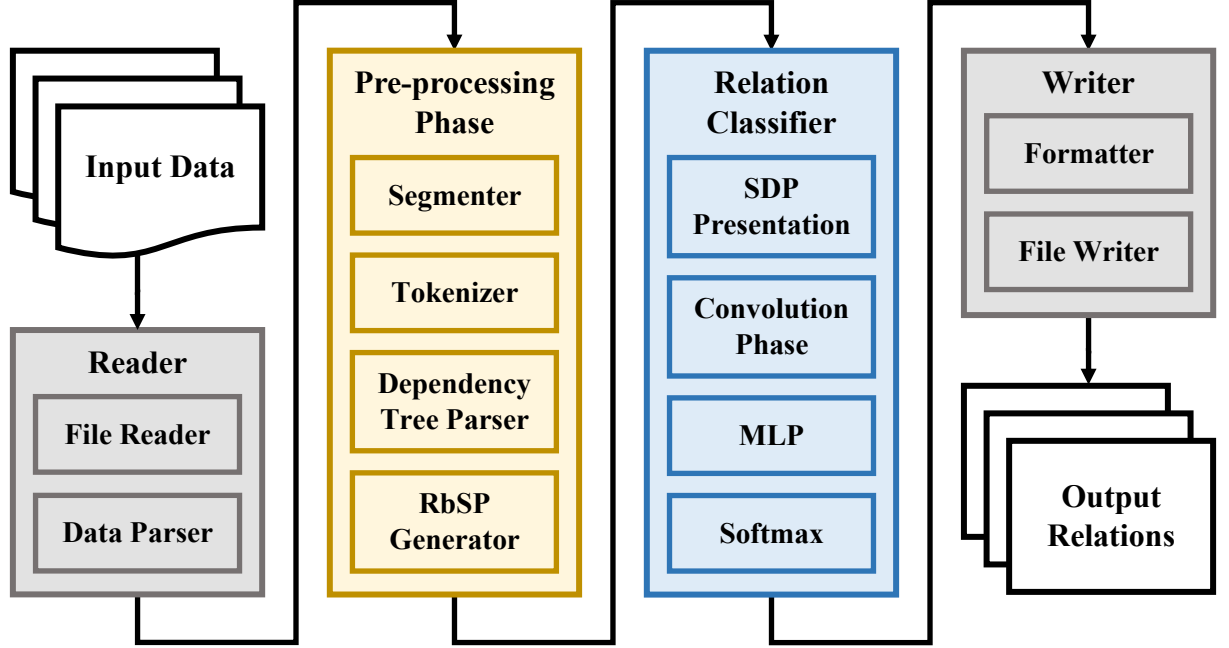 Input Data
Reader
File Reader
Data Parser
Pre-processing
Phase
Segmenter
Tokenizer
Dependency
Tree Parser
RbSP
Generator
Relation
Classifier
SDP
Presentation
Convolution
Phase
MLP
Softmax
Writer
Formatter
File Writer
Output
Relations